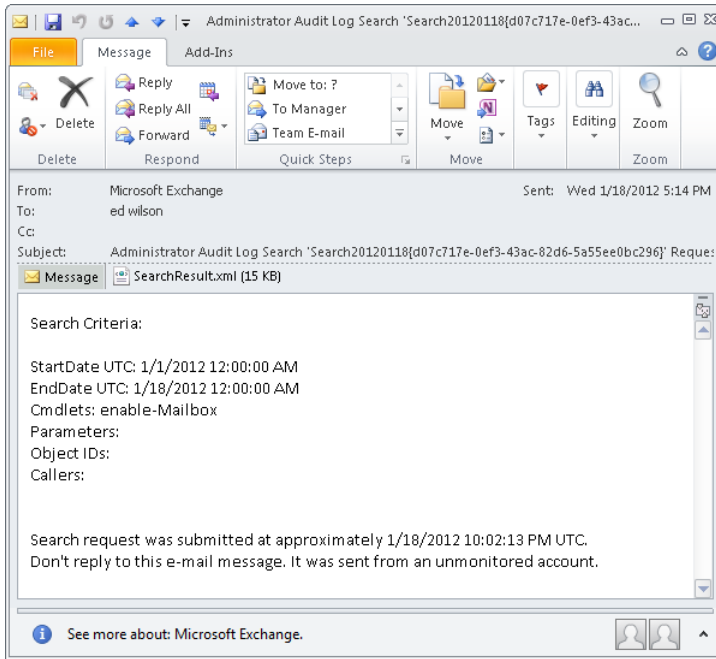 Administrator Audit Log Search 'Search20120118{d07c717e-0ef3-43ac...
File Message Add-Ins
Reply Move to: ?
Reply All To Manager
Delete Forward Team E-mail Move Tags Editing Zoom
Delete Respond Quick Steps Move Zoom
From: Microsoft Exchange Sent: Wed 1/18/2012 5:14 PM
To: ed wilson
Cc:
Subject: Administrator Audit Log Search 'Search20120118{d07c717e-0ef3-43ac-82d6-5a55ee0bc296}' Reques
Message SearchResult.xml (15 KB)
Search Criteria:
StartDate UTC: 1/1/2012 12:00:00 AM
EndDate UTC: 1/18/2012 12:00:00 AM
Cmdlets: enable-Mailbox
Parameters:
Object IDs:
Callers:
Search request was submitted at approximately 1/18/2012 10:02:13 PM UTC.
Don't reply to this e-mail message. It was sent from an unmonitored account.
See more about: Microsoft Exchange.